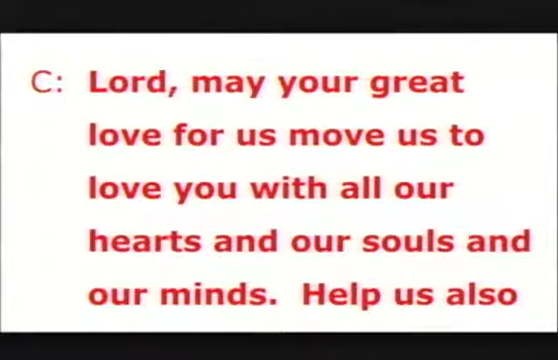 C: Lord, may your great
love for us move us to
love you with all our
hearts and our souls and
our minds. Help us also